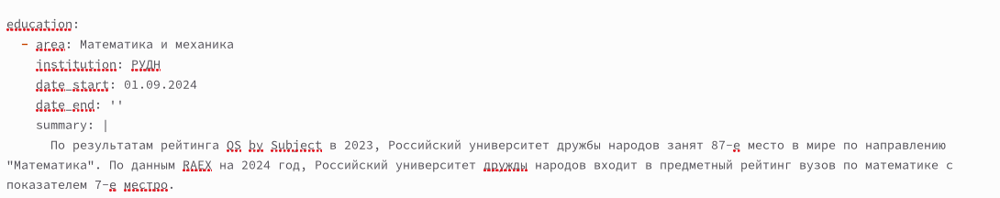 education:
- area: Математика и механика
institution: РУДН
date_start: 01.09.2024
date_end: ''
summary: |
По результатам рейтинга QS by Subject в 2023, Российский университет дружбы народов занят 87-е место в мире по направлению
"Математика". По данным RAEX на 2024 год, Российский университет дружды народов входит в предметный рейтинг вузов по математике с
показателем 7-е местро.